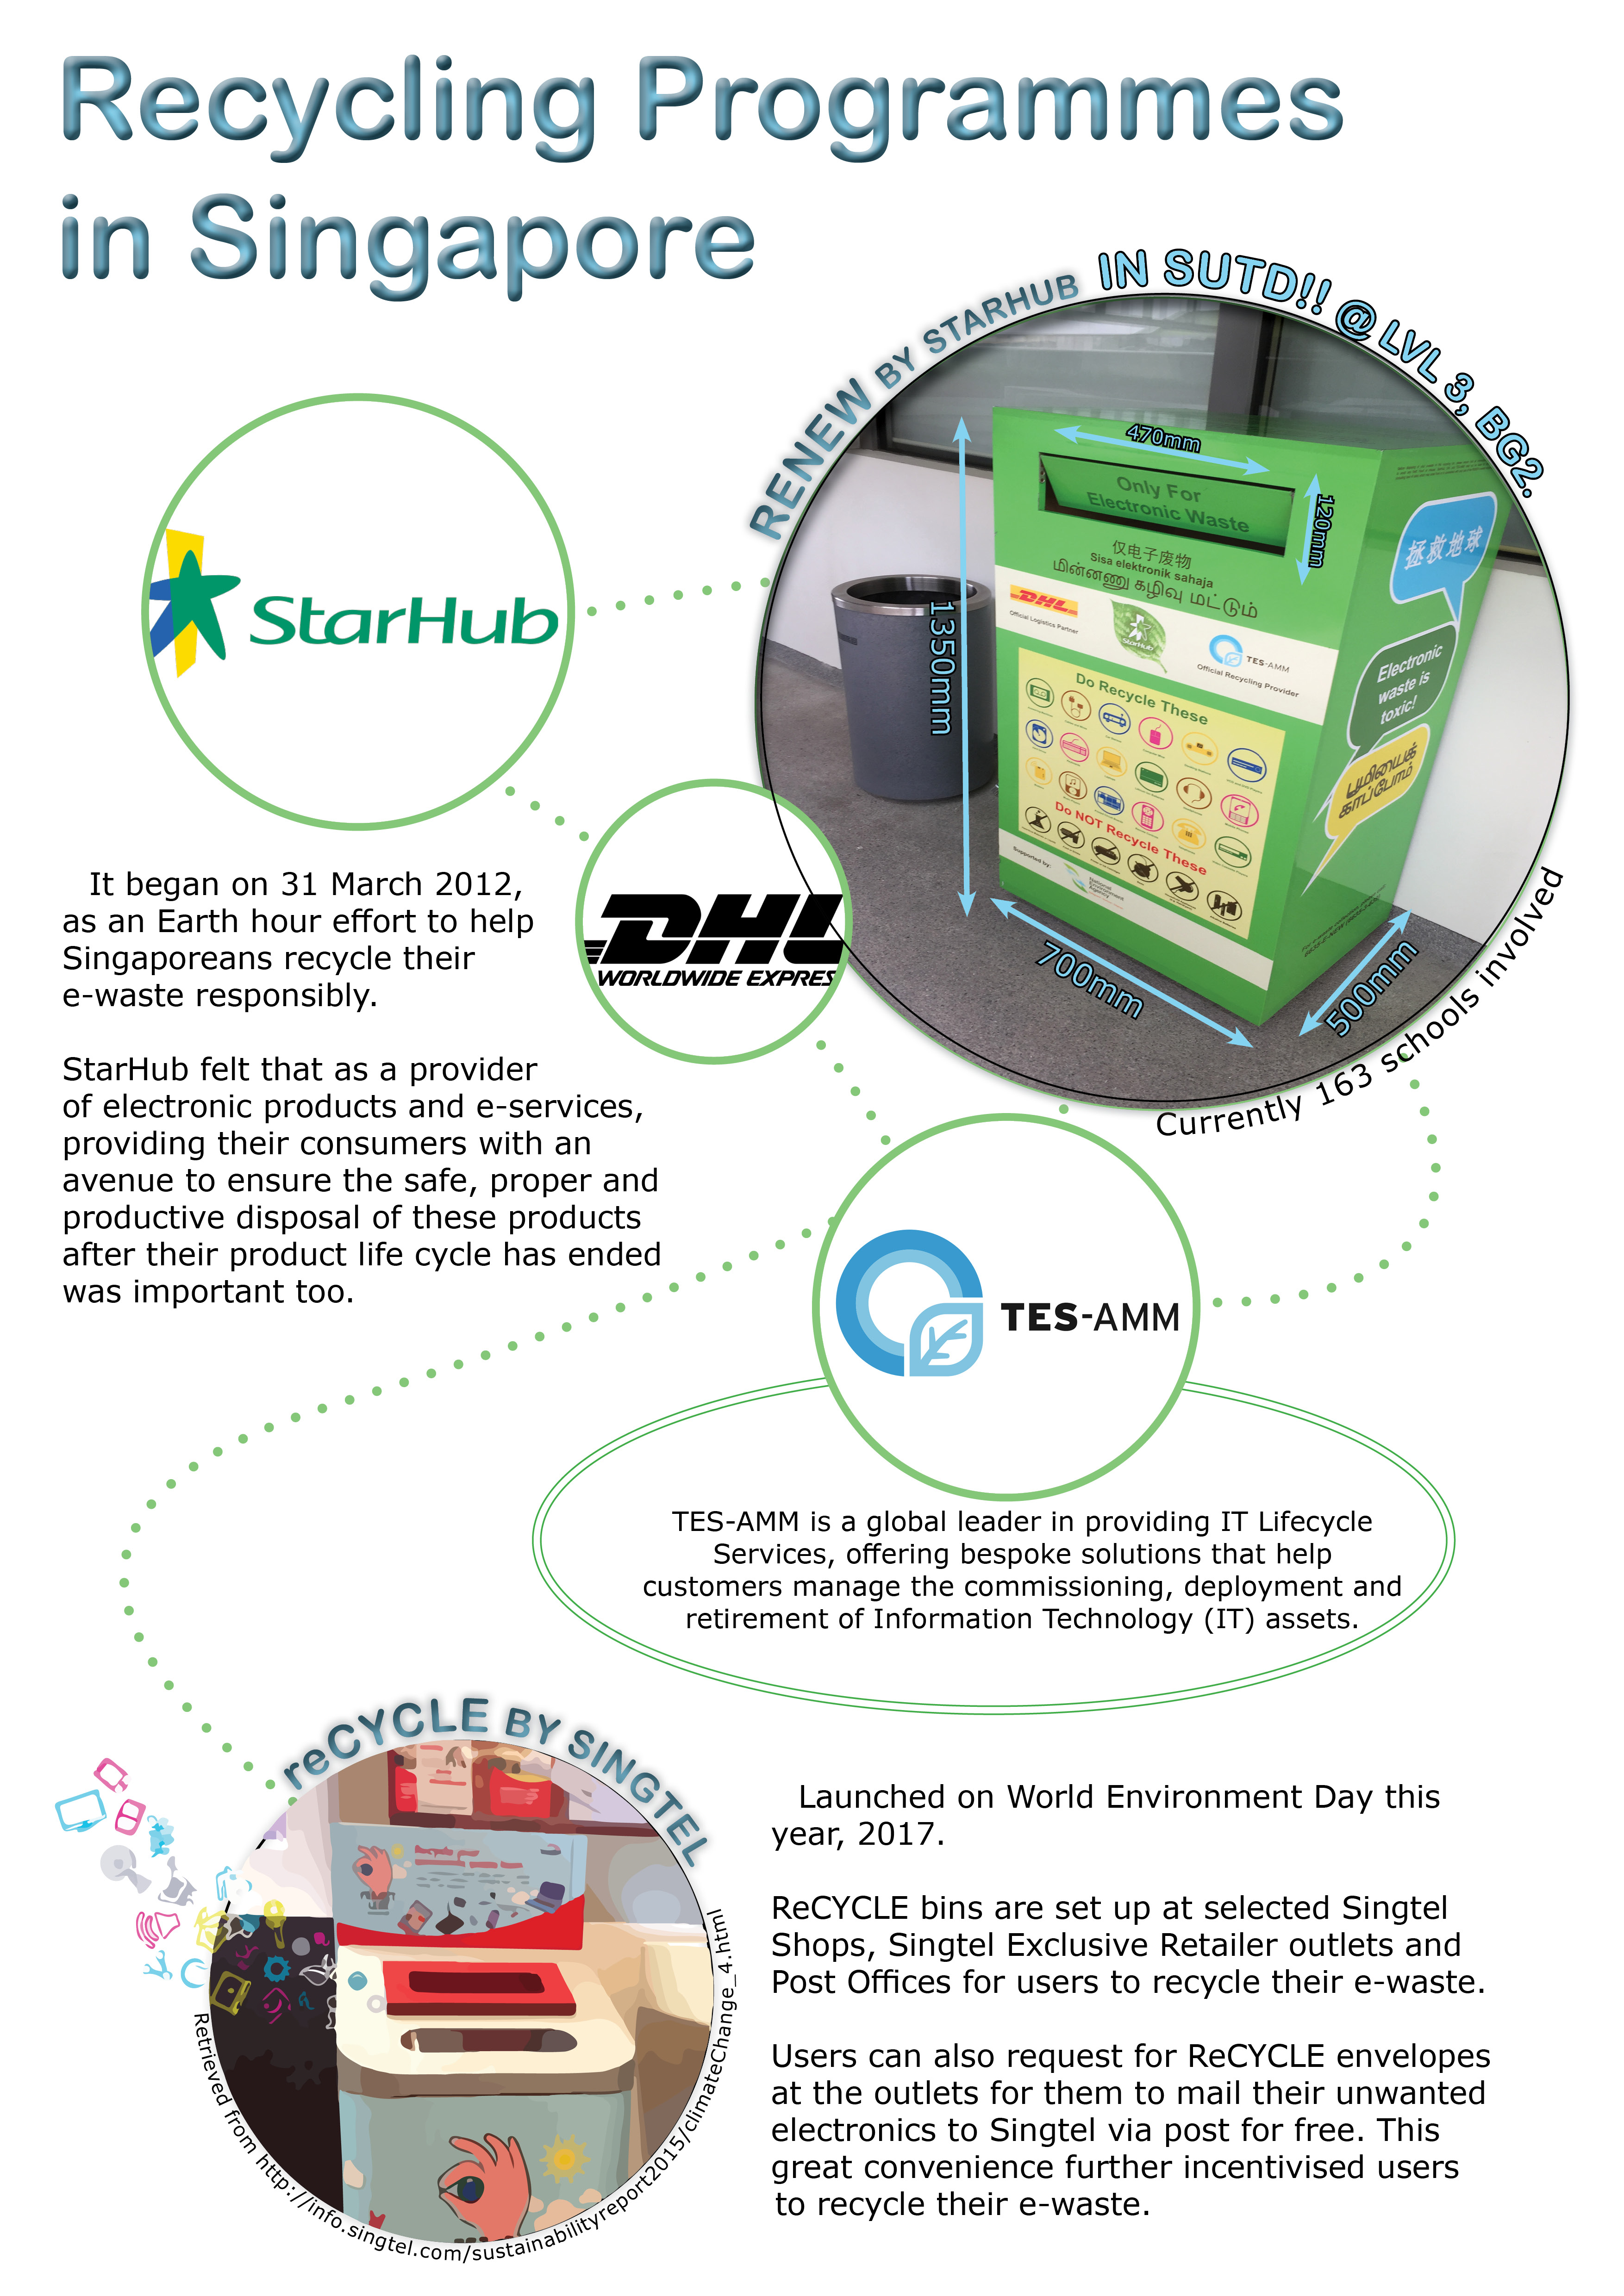 Recycling Programmes
in Singapore
RENEW BY STARHUB IN SUTD!! @ LVL 3, BG2.
470mm
120mm
1350mm
700mm
500mm
Only For
Electronic Waste
仅电子废物
Sisa elektronik sahaja
மின்னணு கழிவு மட்டும்
DHL
Official Logistics Partner
StarHub
TES-AMM
Official Recycling Provider
Do Recycle These
Do NOT Recycle These
Supported by:
National
Environment
Agency
拯救地球
Electronic
waste is
toxic!
பூமியைக்
காப்போம்
Currently 163 schools involved
StarHub
DHL
WORLDWIDE EXPRES
It began on 31 March 2012,
as an Earth hour effort to help
Singaporeans recycle their
e-waste responsibly.
StarHub felt that as a provider
of electronic products and e-services,
providing their consumers with an
avenue to ensure the safe, proper and
productive disposal of these products
after their product life cycle has ended
was important too.
TES-AMM
TES-AMM is a global leader in providing IT Lifecycle
Services, offering bespoke solutions that help
customers manage the commissioning, deployment and
retirement of Information Technology (IT) assets.
reCYCLE BY SINGTEL
Retrieved from http://info.singtel.com/sustainabilityreport2015/climateChange_4.html
Launched on World Environment Day this
year, 2017.
ReCYCLE bins are set up at selected Singtel
Shops, Singtel Exclusive Retailer outlets and
Post Offices for users to recycle their e-waste.
Users can also request for ReCYCLE envelopes
at the outlets for them to mail their unwanted
electronics to Singtel via post for free. This
great convenience further incentivised users
to recycle their e-waste.